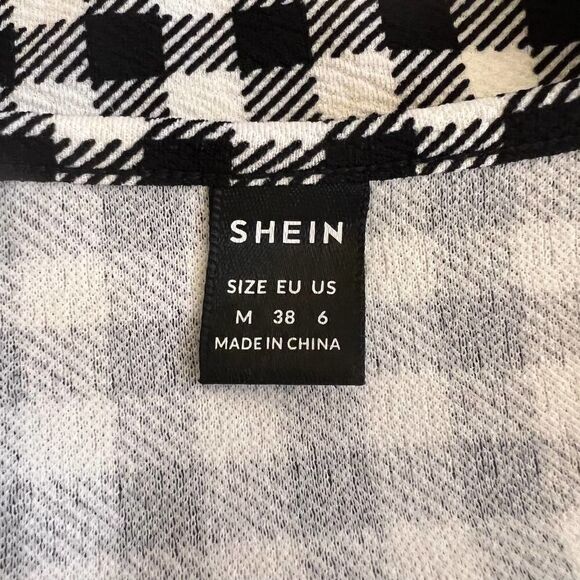 SHEIN
SIZE EU US
M 38 6
MADE IN CHINA